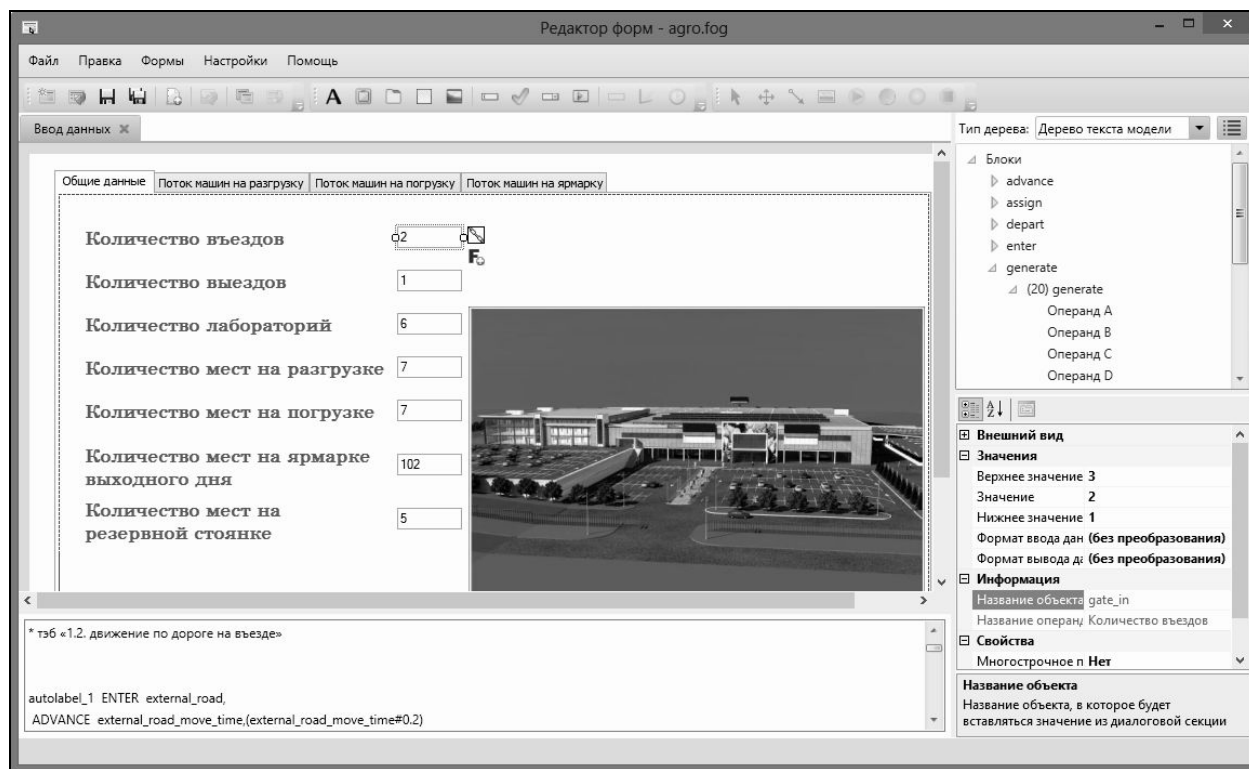 Редактор форм - agro.fog
Файл Правка Формы Настройки Помощь
Ввод данных
Общие данные Поток машин на разгрузку Поток машин на погрузку Поток машин на ярмарку
Количество въездов 2
Количество выездов 1
Количество лабораторий 6
Количество мест на разгрузке 7
Количество мест на погрузке 7
Количество мест на ярмарке
выходного дня 102
Количество мест на
резервной стоянке 5
* тэб «1.2. движение по дороге на въезде»
autolabel_1 ENTER external_road,
ADVANCE external_road_move_time,(external_road_move_time#0.2)
Тип дерева: Дерево текста модели
Блоки
advance
assign
depart
enter
generate
(20) generate
Операнд A
Операнд B
Операнд C
Операнд D
Внешний вид
Значения
Верхнее значение 3
Значение 2
Нижнее значение 1
Формат ввода дан (без преобразования)
Формат вывода да (без преобразования)
Информация
Название объекта gate_in
Название операнд Количество въездов
Свойства
Многострочное п Нет
Название объекта
Название объекта, в которое будет
вставляться значение из диалоговой секции